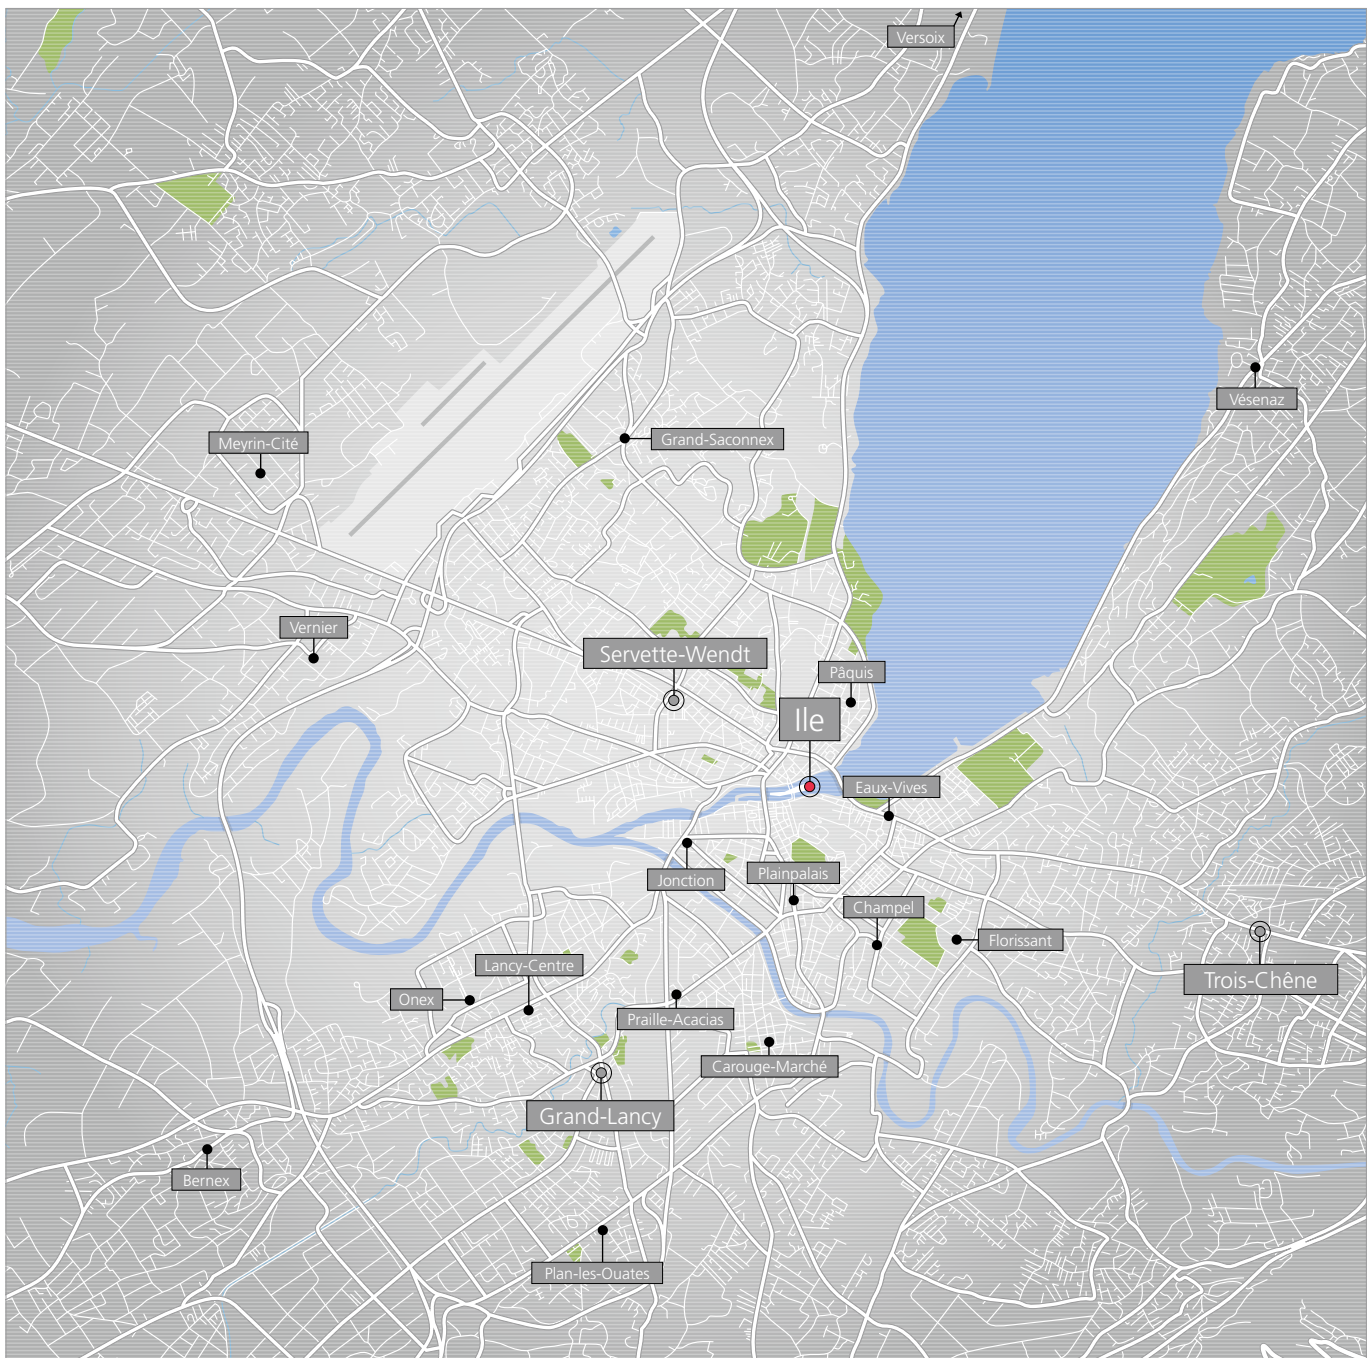 Versoix
Vésenaz
Meyrin-Cité
Grand-Saconnex
Vernier
Servette-Wendt
Pâquis
Ile
Eaux-Vives
Jonction
Plainpalais
Champel
Florissant
Lancy-Centre
Trois-Chêne
Onex
Praille-Acacias
Carouge-Marché
Grand-Lancy
Bernex
Plan-les-Ouates